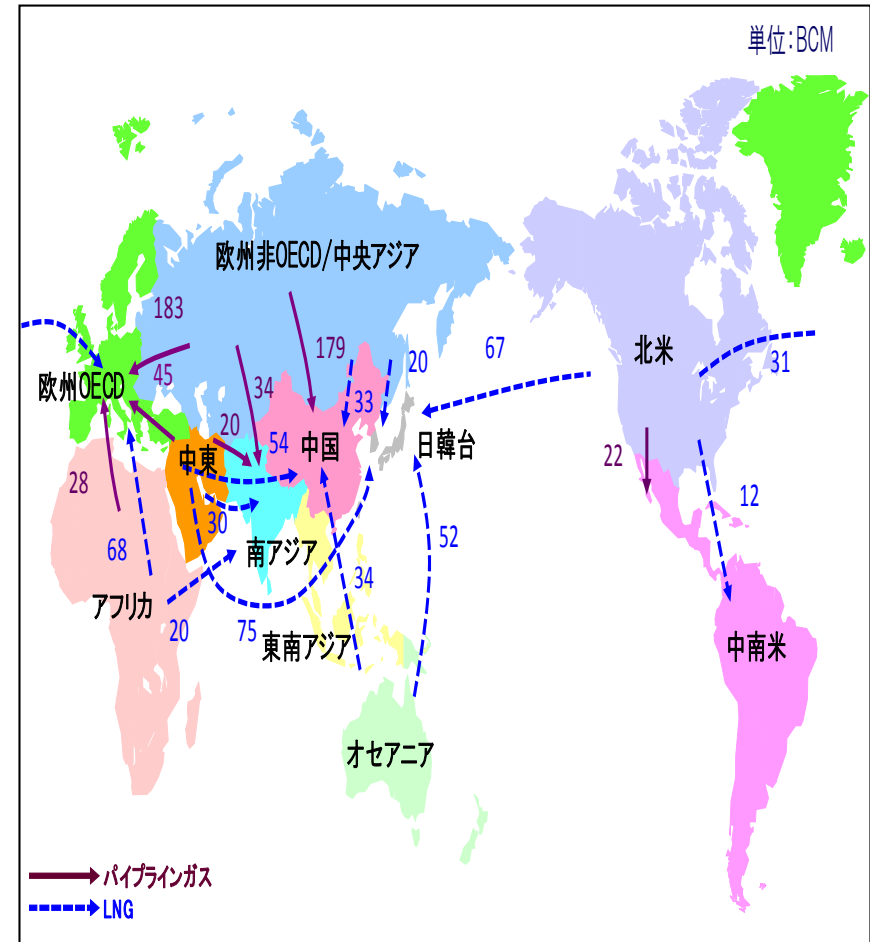 単位:BCM
欧州非OECD/中央アジア
183
179
20
67
北米
31
欧州OECD
45
34
33
20
54
中国
日韓台
中東
22
28
30
12
68
南アジア
52
34
アフリカ
20
75
東南アジア
中南米
オセアニア
パイプラインガス
LNG